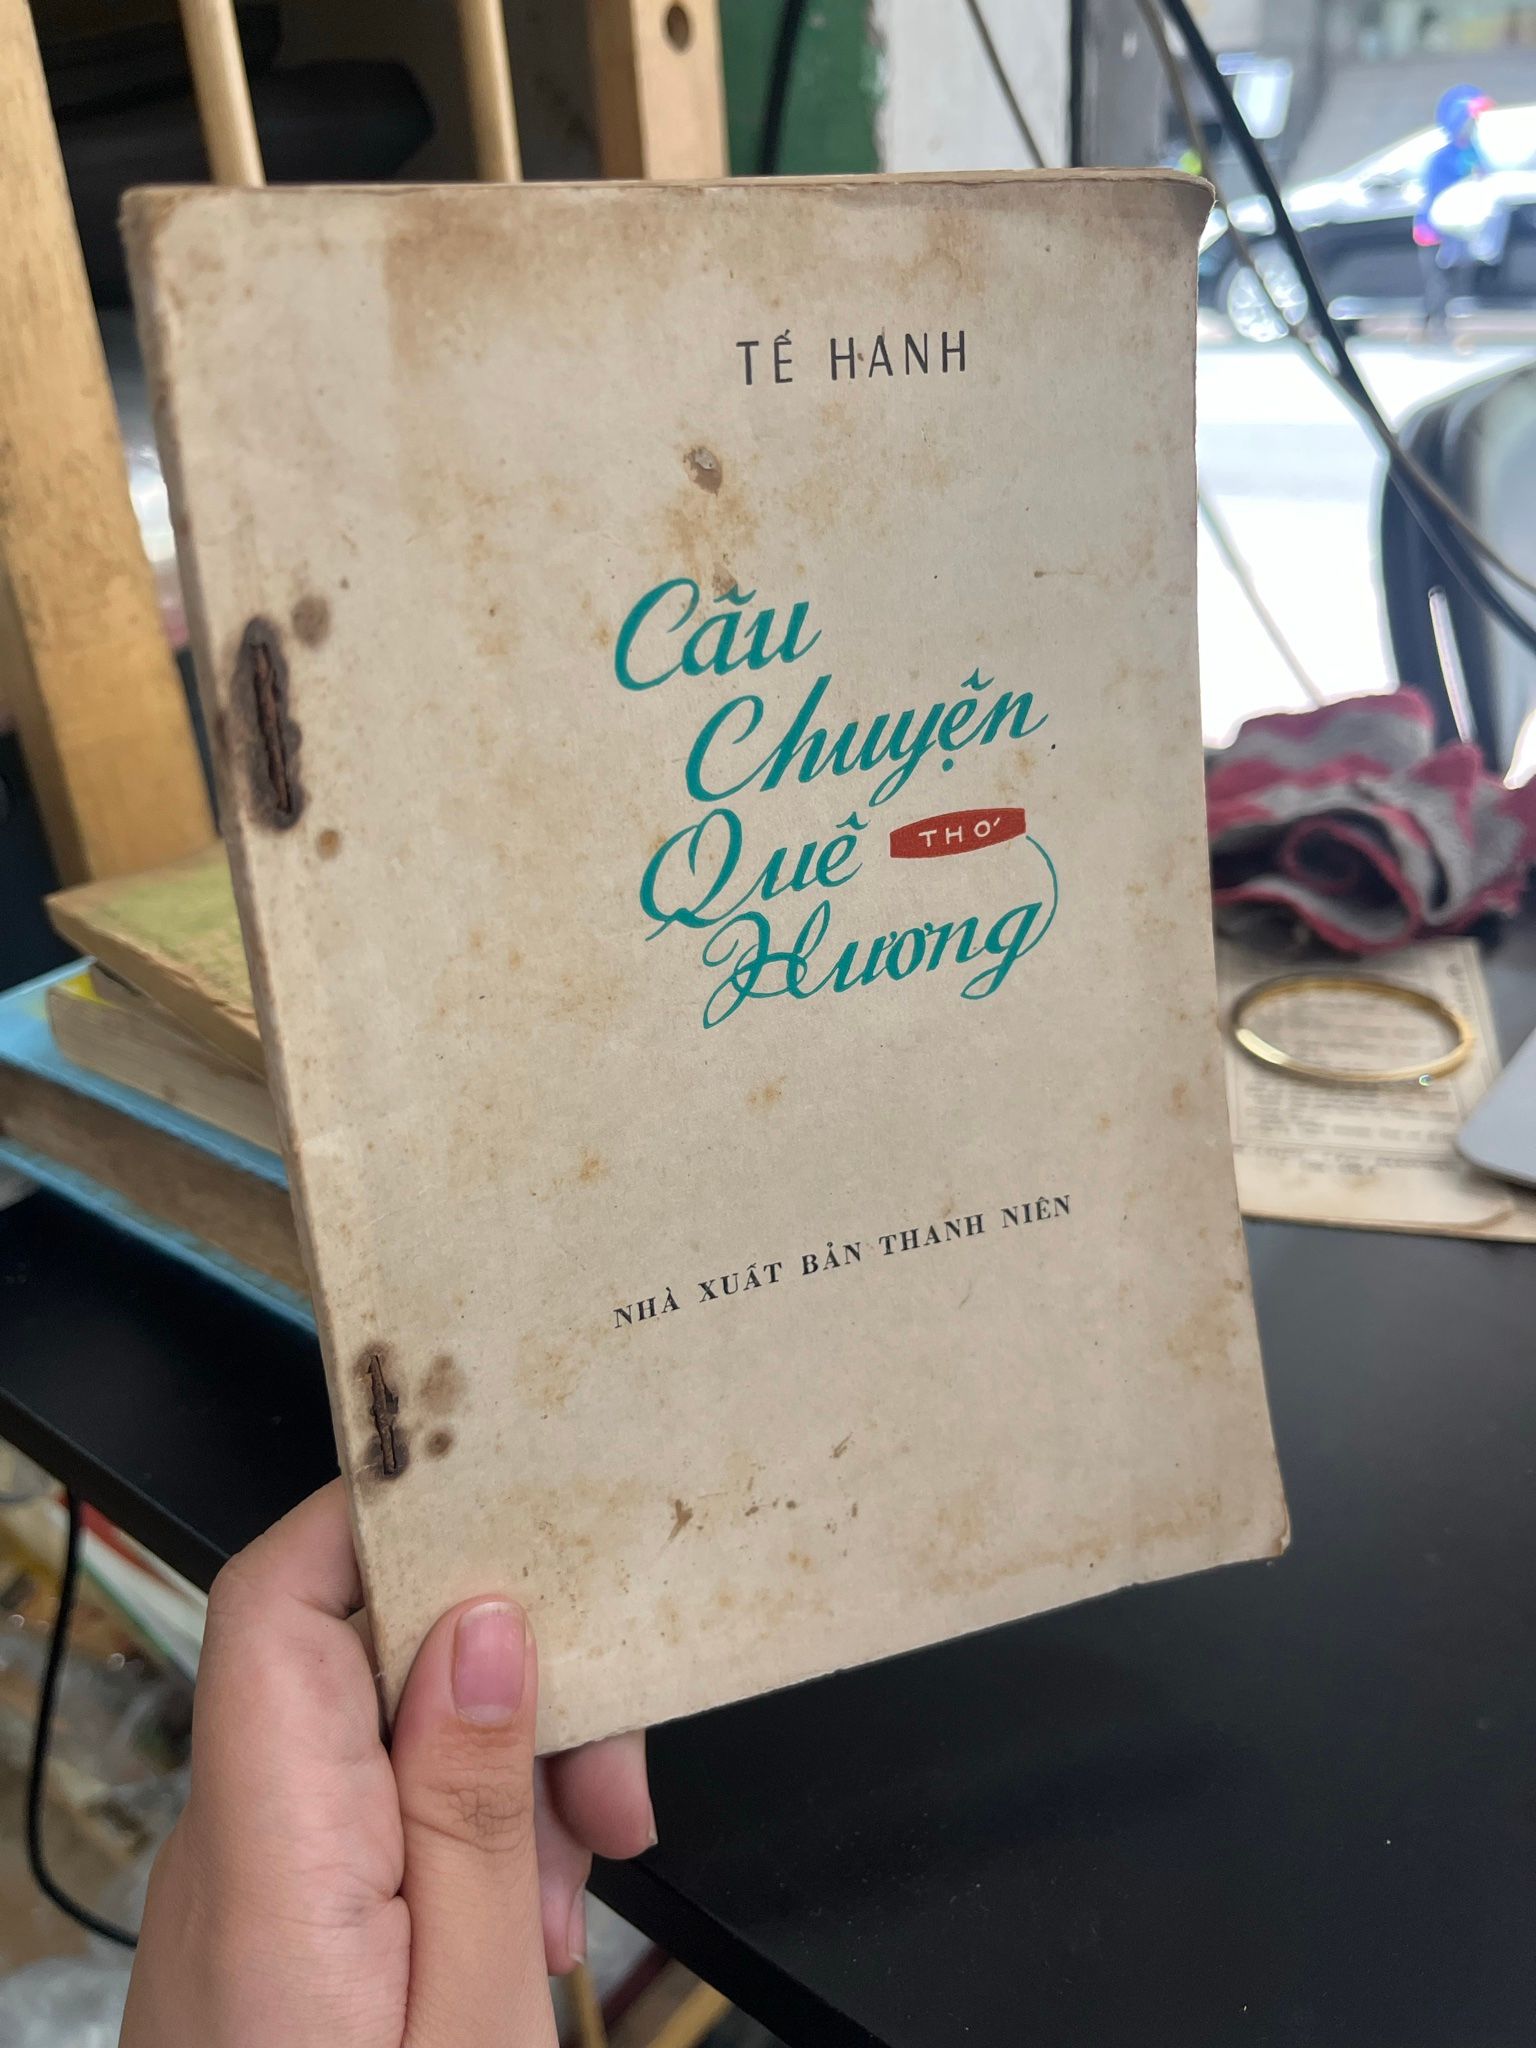 TẾ HANH
Câu
Chuyện
Quê THƠ
Hương
NHÀ XUẤT BẢN THANH NIÊN